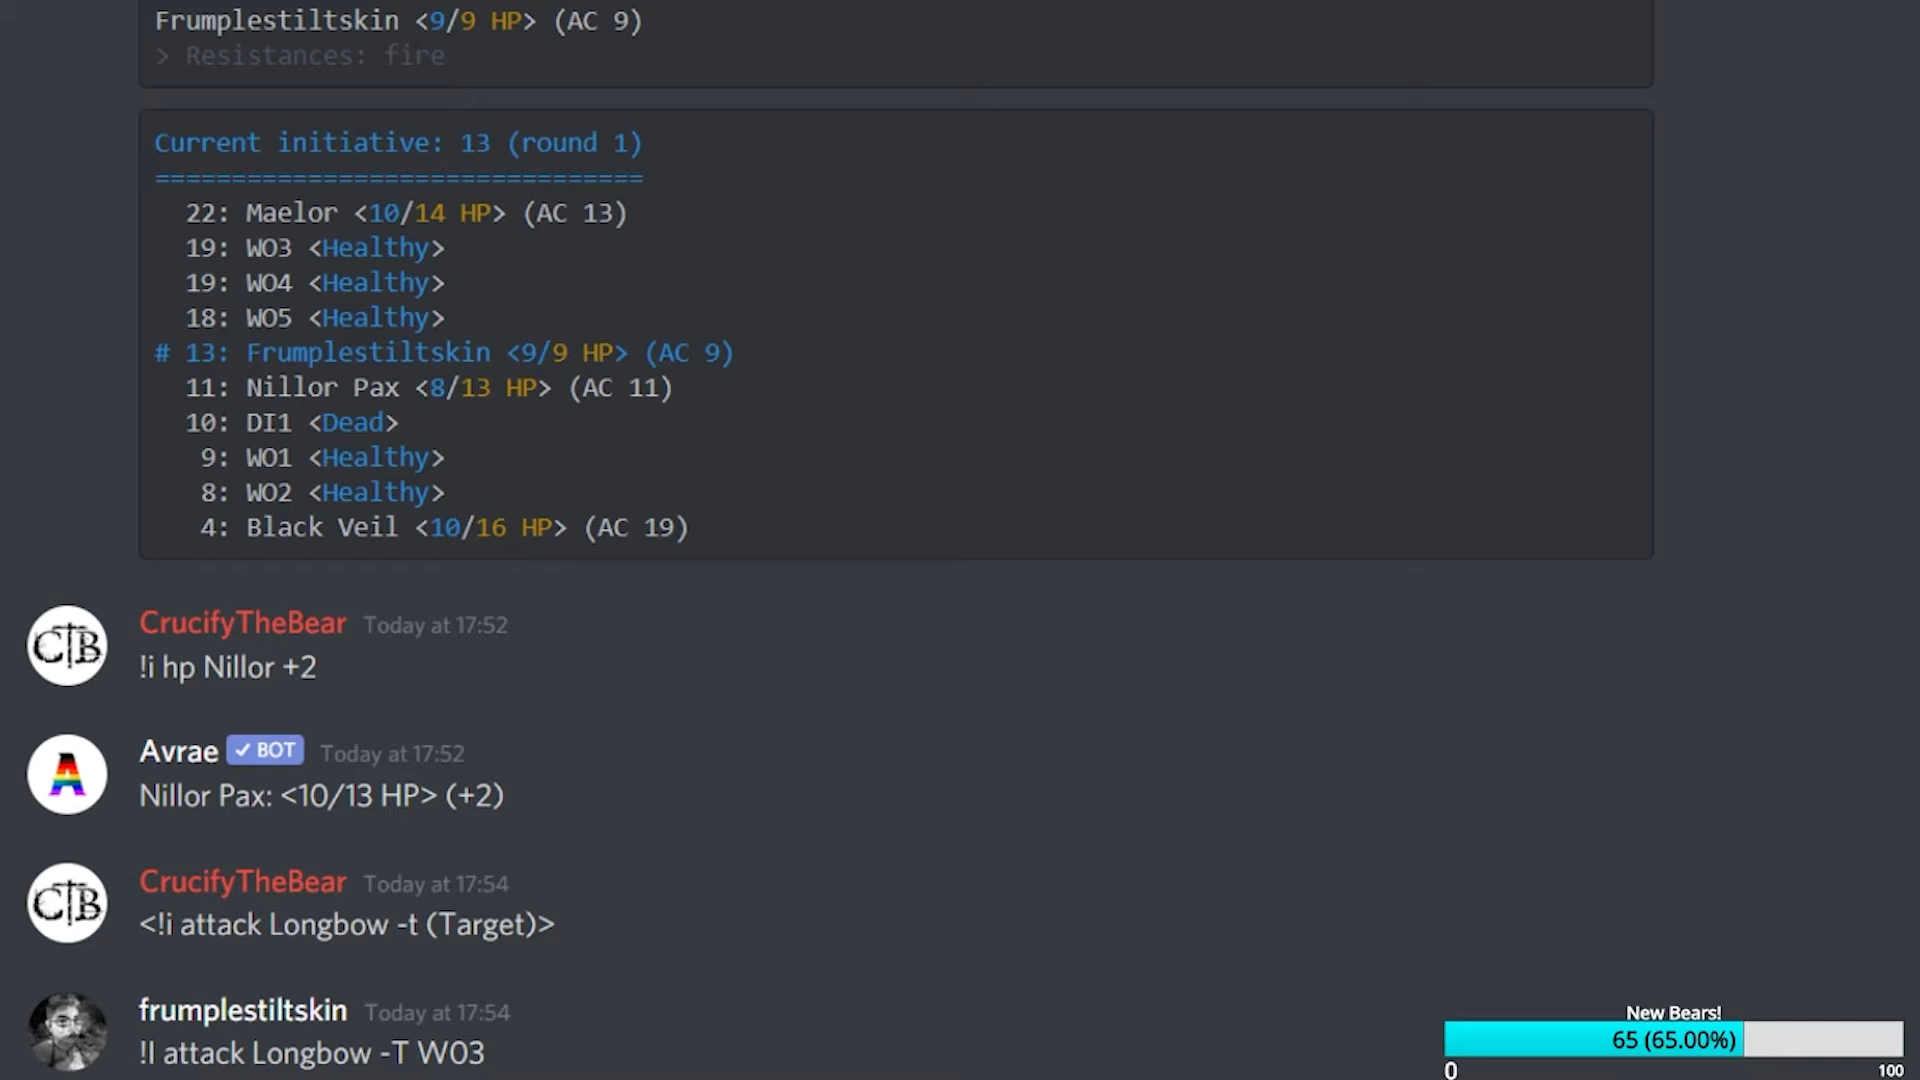 Frumplestiltskin <9/9 HP> (AC 9)
> Resistances: fire
Current initiative: 13 (round 1)
================================
22: Maelor <10/14 HP> (AC 13)
19: WO3 <Healthy>
19: WO4 <Healthy>
18: WO5 <Healthy>
# 13: Frumplestiltskin <9/9 HP> (AC 9)
11: Nillor Pax <8/13 HP> (AC 11)
10: DI1 <Dead>
9: WO1 <Healthy>
8: WO2 <Healthy>
4: Black Veil <10/16 HP> (AC 19)
CTB
CrucifyTheBear Today at 17:52
!i hp Nillor +2
A
Avrae ✓ BOT Today at 17:52
Nillor Pax: <10/13 HP> (+2)
CTB
CrucifyTheBear Today at 17:54
<!i attack Longbow -t (Target)>
frumplestiltskin Today at 17:54
!I attack Longbow -T W03
New Bears!
65 (65.00%)
0 100